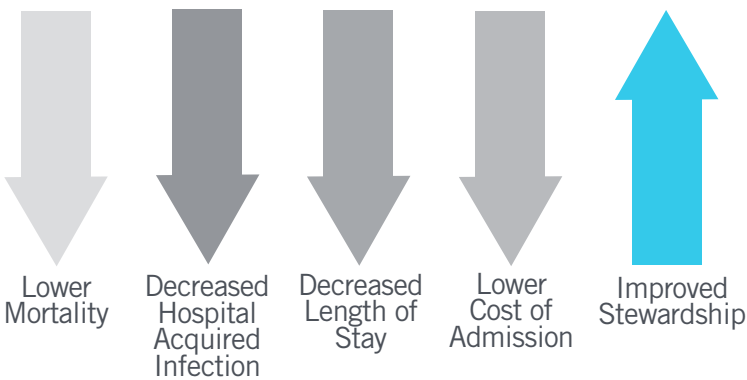 Lower
Mortality
Decreased
Hospital
Acquired
Infection
Decreased
Length of
Stay
Lower
Cost of
Admission
Improved
Stewardship